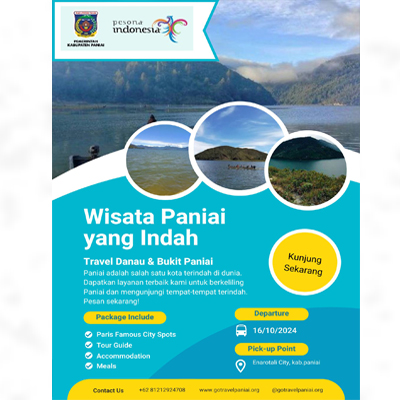 PEMERINTAH
KABUPATEN PANIAI
pesona
indonesia
Wisata Paniai
yang Indah
Travel Danau & Bukit Paniai
Paniai adalah salah satu kota terindah di dunia.
Dapatkan layanan terbaik kami untuk berkeliling
Paniai dan mengunjungi tempat-tempat terindah.
Pesan sekarang!
Kunjung
Sekarang
Package Include
Paris Famous City Spots
Tour Guide
Accommodation
Meals
Departure
16/10/2024
Pick-up Point
Enarotali City, kab.paniai
Contact Us
+62 81212924708
www.gotravelpaniai.org
@gotravelpaniai.org